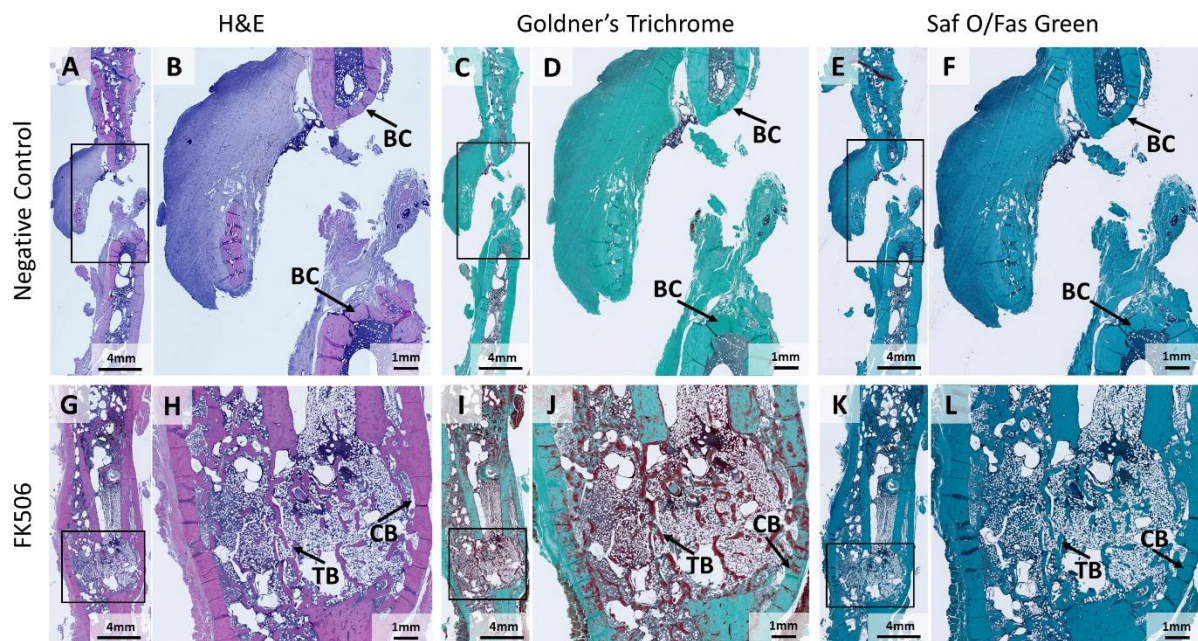 H&E Goldner's Trichrome Saf O/Fas Green
Negative Control
A B C D E F
BC BC BC
BC BC BC
4mm 1mm 4mm 1mm 4mm 1mm
FK506
G H I J K L
CB CB CB
TB TB TB
4mm 1mm 4mm 1mm 4mm 1mm